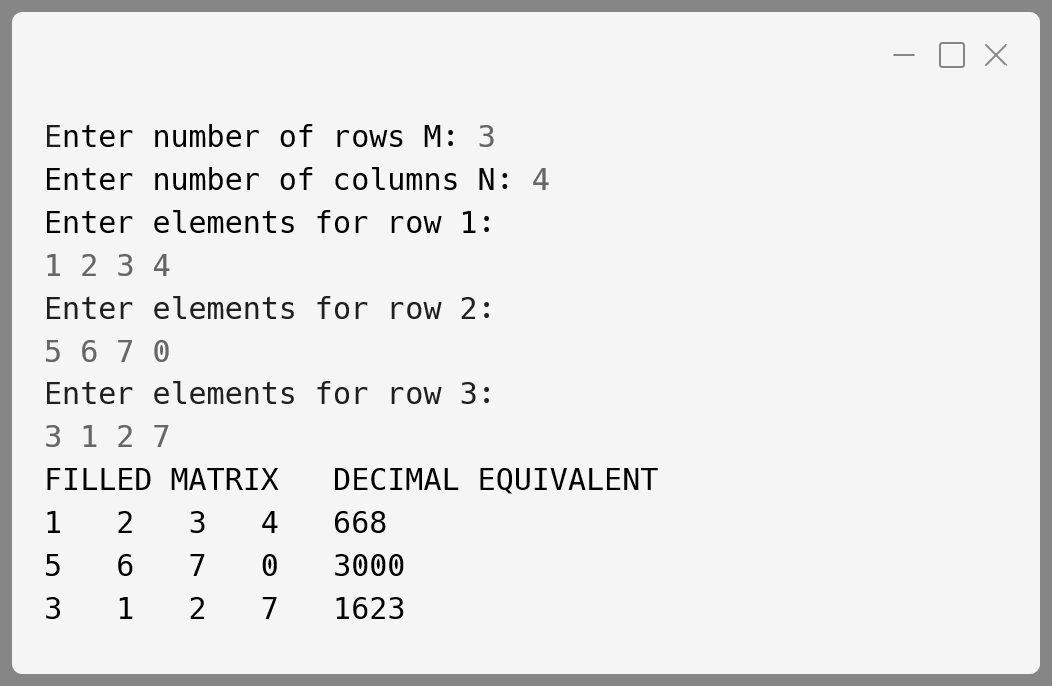 Enter number of rows M: 3
Enter number of columns N: 4
Enter elements for row 1:
1 2 3 4
Enter elements for row 2:
5 6 7 0
Enter elements for row 3:
3 1 2 7
FILLED MATRIX   DECIMAL EQUIVALENT
1   2   3   4   668
5   6   7   0   3000
3   1   2   7   1623